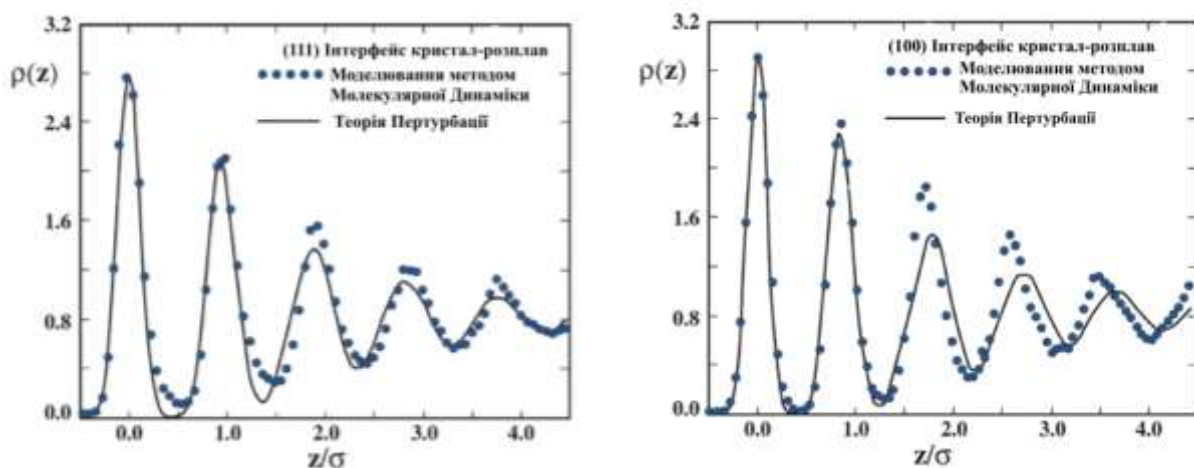 3.2
(111) Інтерфейс кристал-розплав
ρ(z)
Моделювання методом
Молекулярної Динаміки
2.4
Теорія Пертурбації
1.6
0.8
0.0
0.0 1.0 2.0 3.0 4.0
z/σ
3.2
(100) Інтерфейс кристал-розплав
ρ(z)
Моделювання методом
Молекулярної Динаміки
2.4
Теорія Пертурбації
1.6
0.8
0.0
0.0 1.0 2.0 3.0 4.0
z/σ